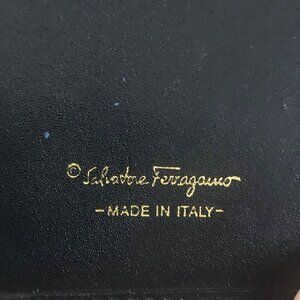 © Salvatore Ferragamo
-MADE IN ITALY-